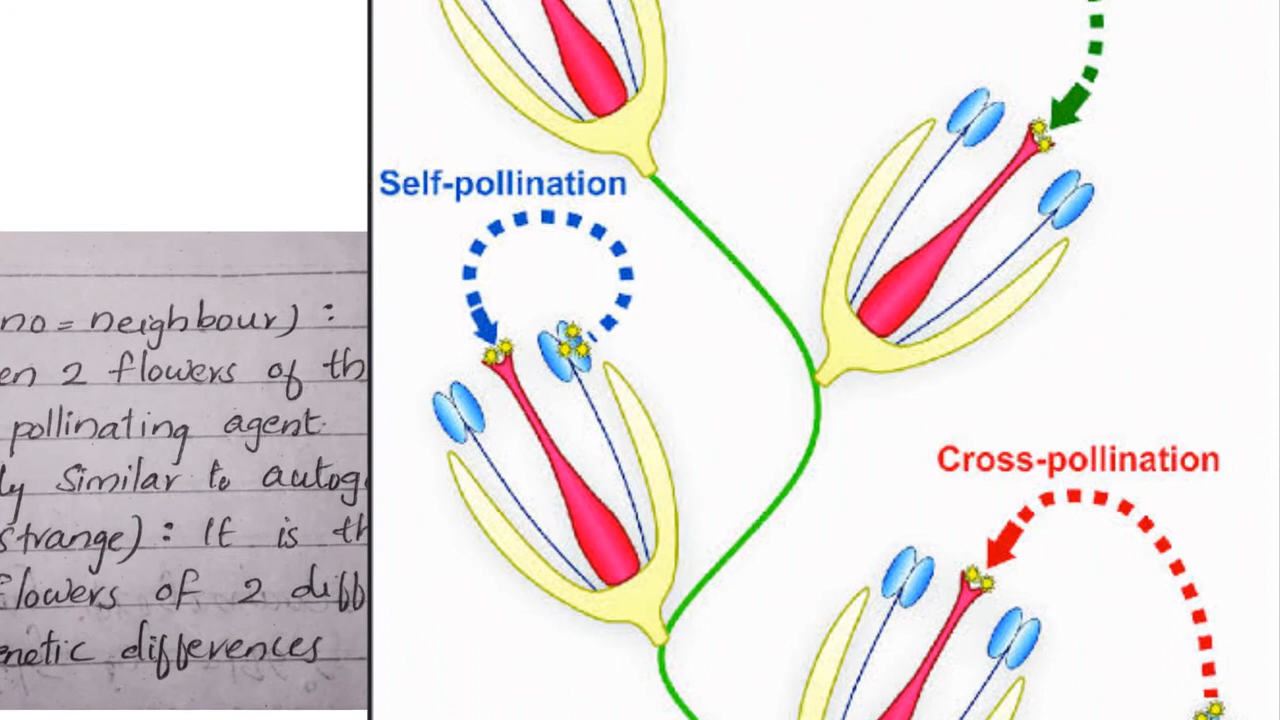 no = neighbour) :
en 2 flowers of th
pollinating agent.
ly similar to autog
strange) : It is th
flowers of 2 diff
netic differences
Self-pollination
Cross-pollination